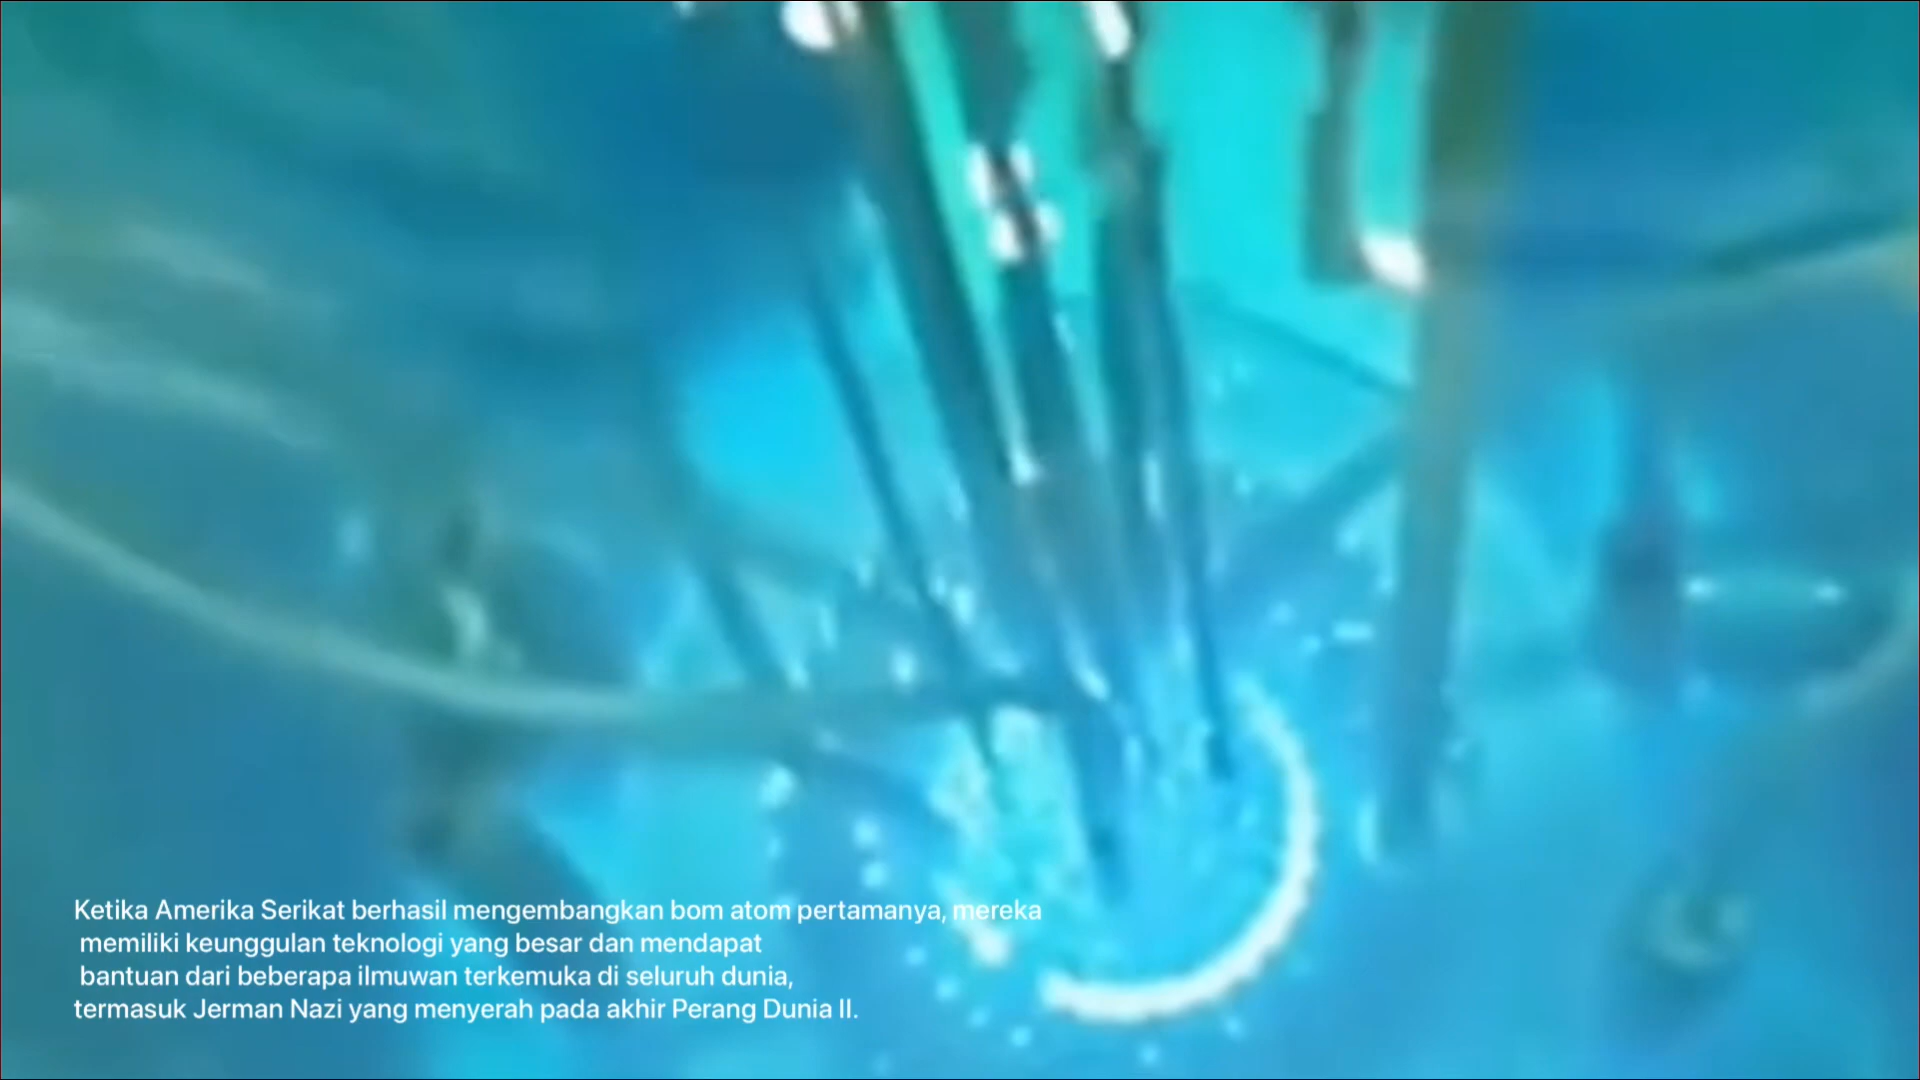 Ketika Amerika Serikat berhasil mengembangkan bom atom pertamanya, mereka
memiliki keunggulan teknologi yang besar dan mendapat
bantuan dari beberapa ilmuwan terkemuka di seluruh dunia,
termasuk Jerman Nazi yang menyerah pada akhir Perang Dunia II.